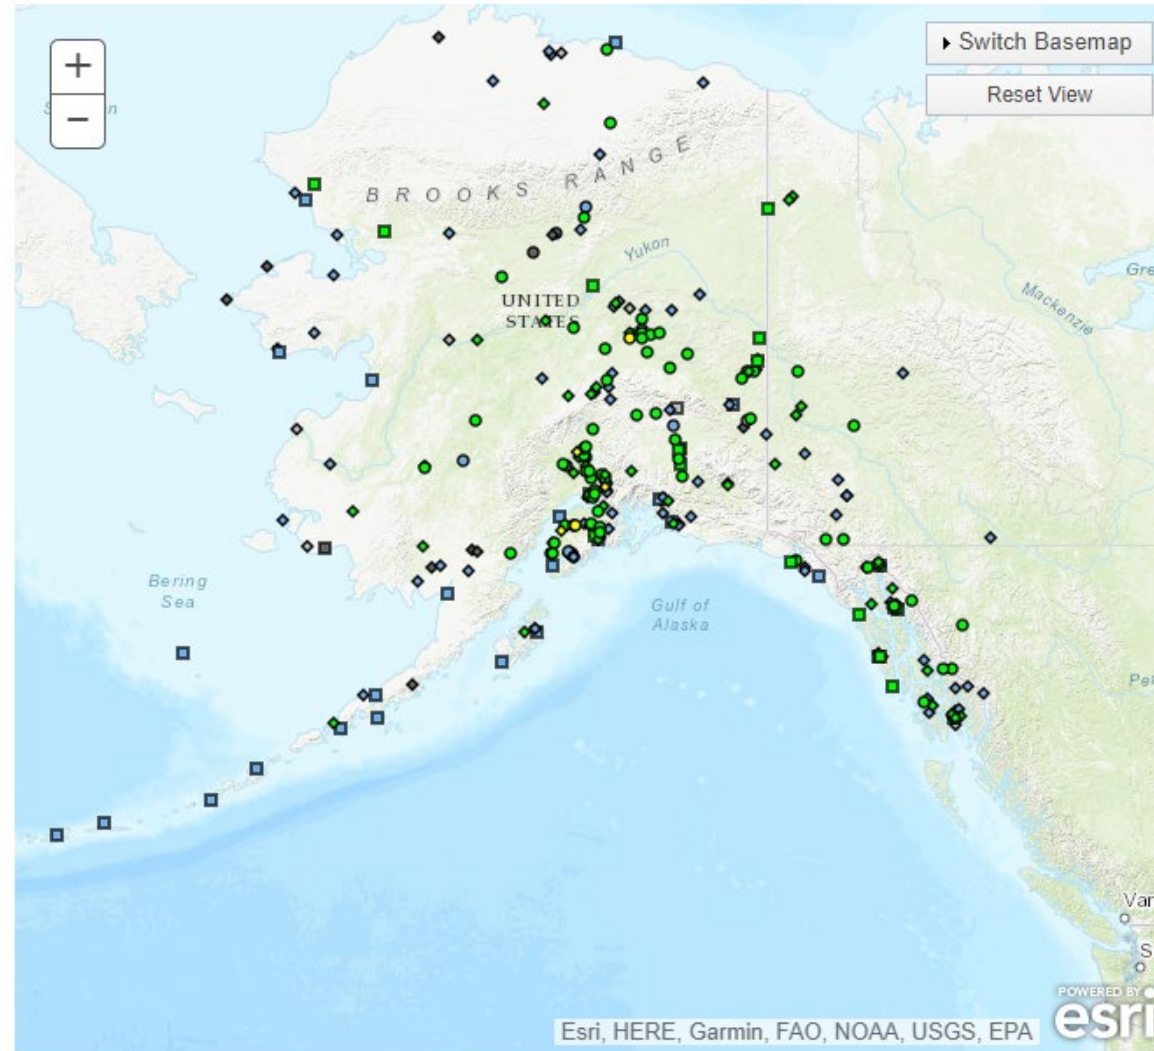 Switch Basemap
Reset View
+
−
BROOKS RANGE
Yukon
UNITED
STATES
Mackenzie
Bering
Sea
Gulf of
Alaska
POWERED BY
esri
Esri, HERE, Garmin, FAO, NOAA, USGS, EPA